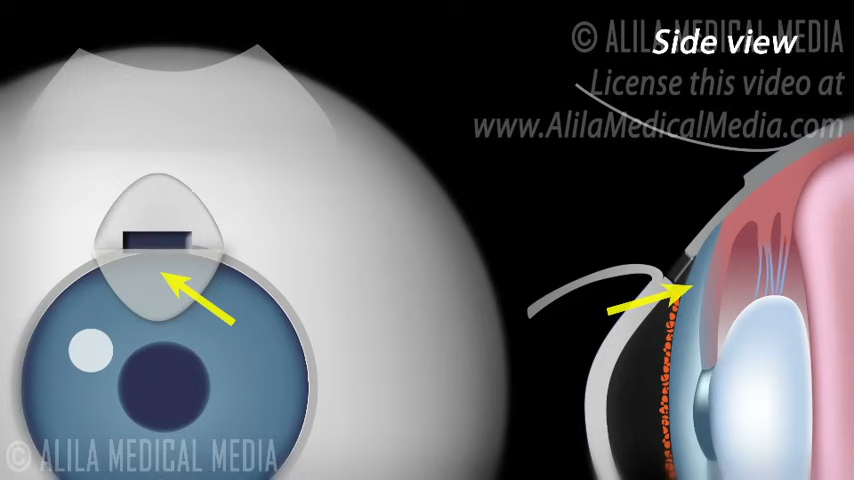 © ALILA MEDICAL MEDIA
Side view
License this video at
www.AlilaMedicalMedia.com
© ALILA MEDICAL MEDIA